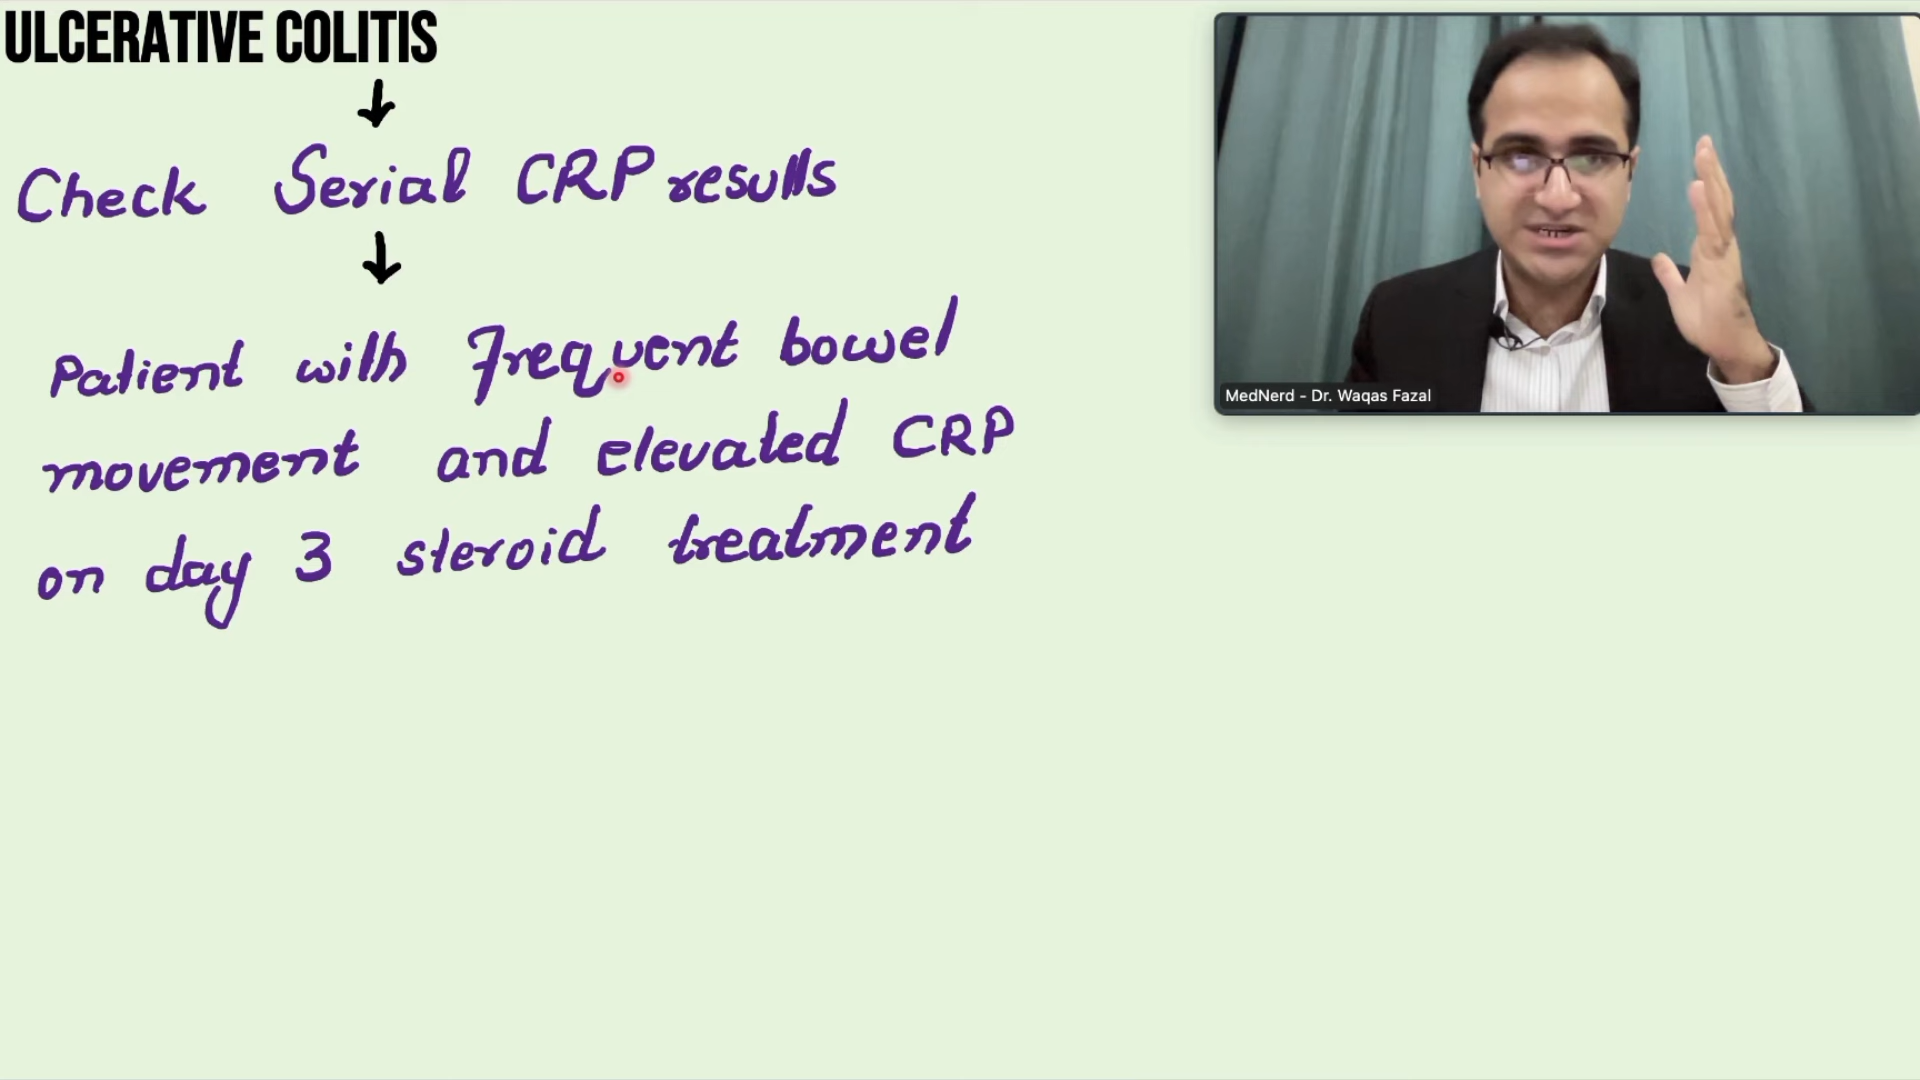 ULCERATIVE COLITIS
Check Serial CRP results
Patient with Frequent bowel
movement and elevated CRP
on day 3 steroid treatment
MedNerd - Dr. Waqas Fazal